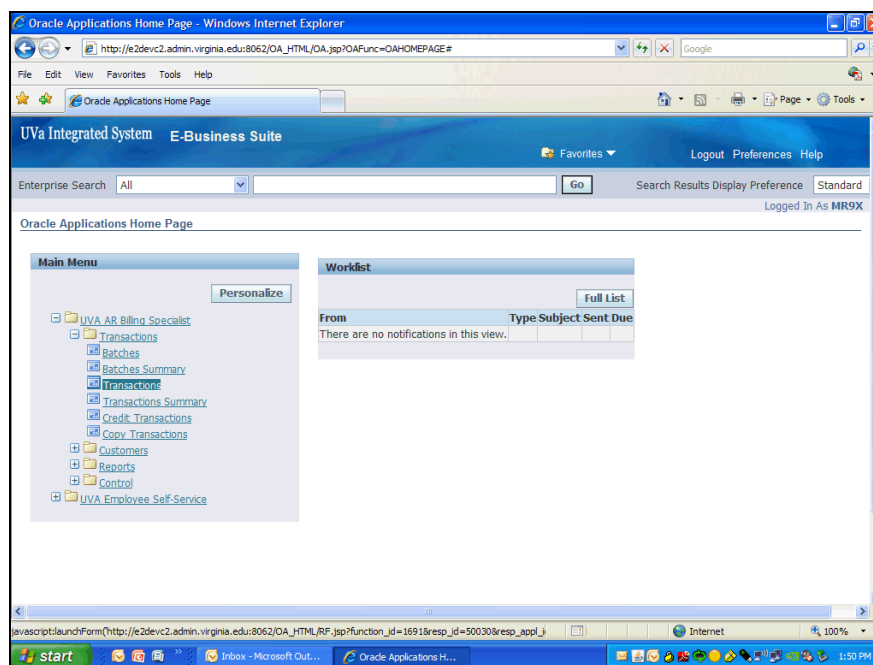 Oracle Applications Home Page - Windows Internet Explorer
http://e2devc2.admin.virginia.edu:8062/OA_HTML/OA.jsp?OAFunc=OAHOMEPAGE#
Google
File Edit View Favorites Tools Help
Oracle Applications Home Page
Page Tools
UVa Integrated System E-Business Suite
Favorites Logout Preferences Help
Enterprise Search All Go Search Results Display Preference Standard
Logged In As MR9X
Oracle Applications Home Page
Main Menu
Personalize
UVA AR Billing Specialist
Transactions
Batches
Batches Summary
Transactions
Transactions Summary
Credit Transactions
Copy Transactions
Customers
Reports
Control
UVA Employee Self-Service
Worklist
Full List
From Type Subject Sent Due
There are no notifications in this view.
javascript:launchForm('http://e2devc2.admin.virginia.edu:8062/OA_HTML/RF.jsp?function_id=1691&resp_id=50030&resp_appl_i
Internet 100%
start Inbox - Microsoft Out... Oracle Applications H... 1:50 PM